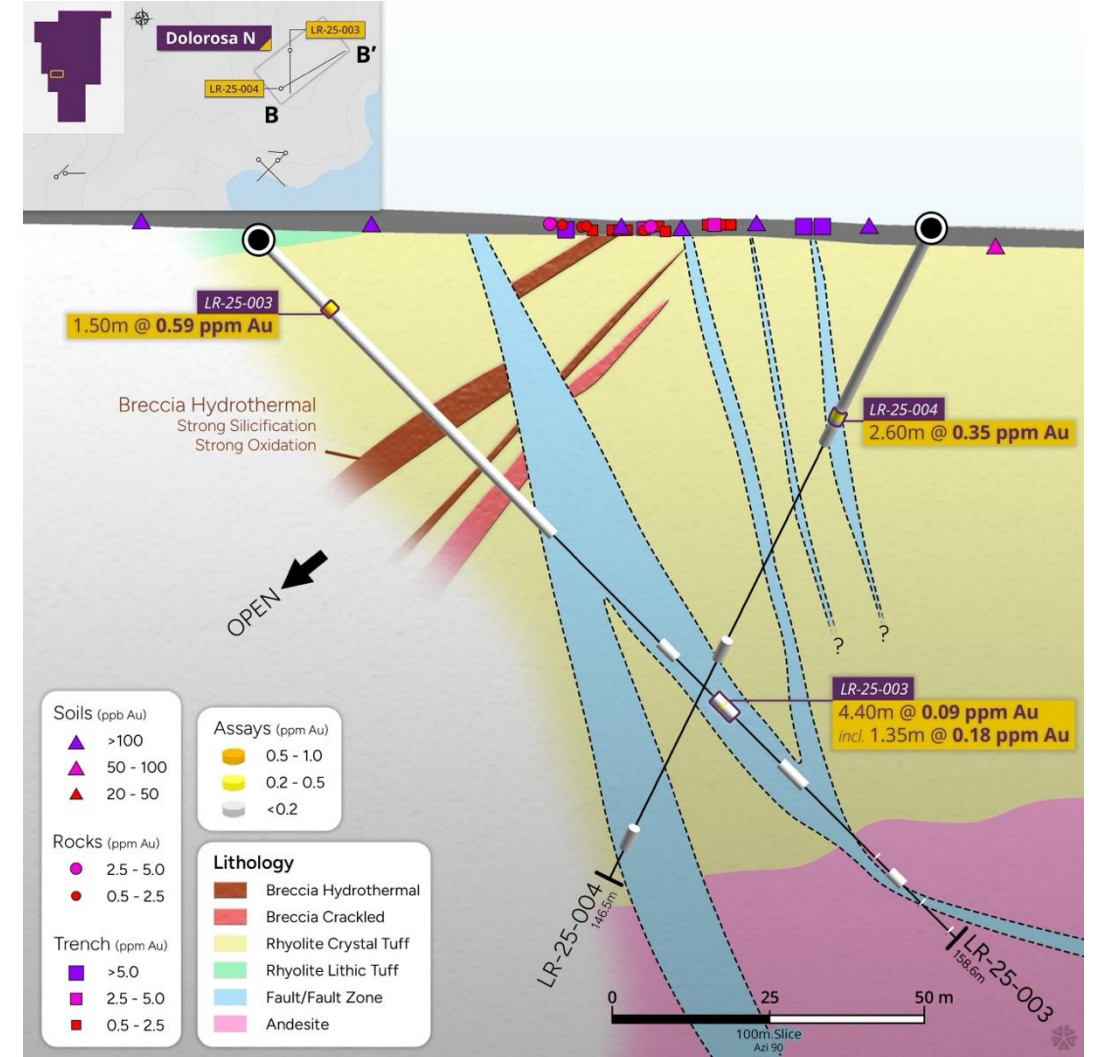 Dolorosa N
LR-25-003
B'
LR-25-004
B
LR-25-003
1.50m @ 0.59 ppm Au
Breccia Hydrothermal
Strong Silicification
Strong Oxidation
LR-25-004
2.60m @ 0.35 ppm Au
OPEN
?
?
LR-25-003
4.40m @ 0.09 ppm Au
incl. 1.35m @ 0.18 ppm Au
Soils (ppb Au)
>100
50 - 100
20 - 50
Rocks (ppm Au)
2.5 - 5.0
0.5 - 2.5
Trench (ppm Au)
>5.0
2.5 - 5.0
0.5 - 2.5
Assays (ppm Au)
0.5 - 1.0
0.2 - 0.5
<0.2
Lithology
Breccia Hydrothermal
Breccia Crackled
Rhyolite Crystal Tuff
Rhyolite Lithic Tuff
Fault/Fault Zone
Andesite
LR-25-004
146.5m
LR-25-003
158.6m
0 25 50 m
100m Slice
Azi 90